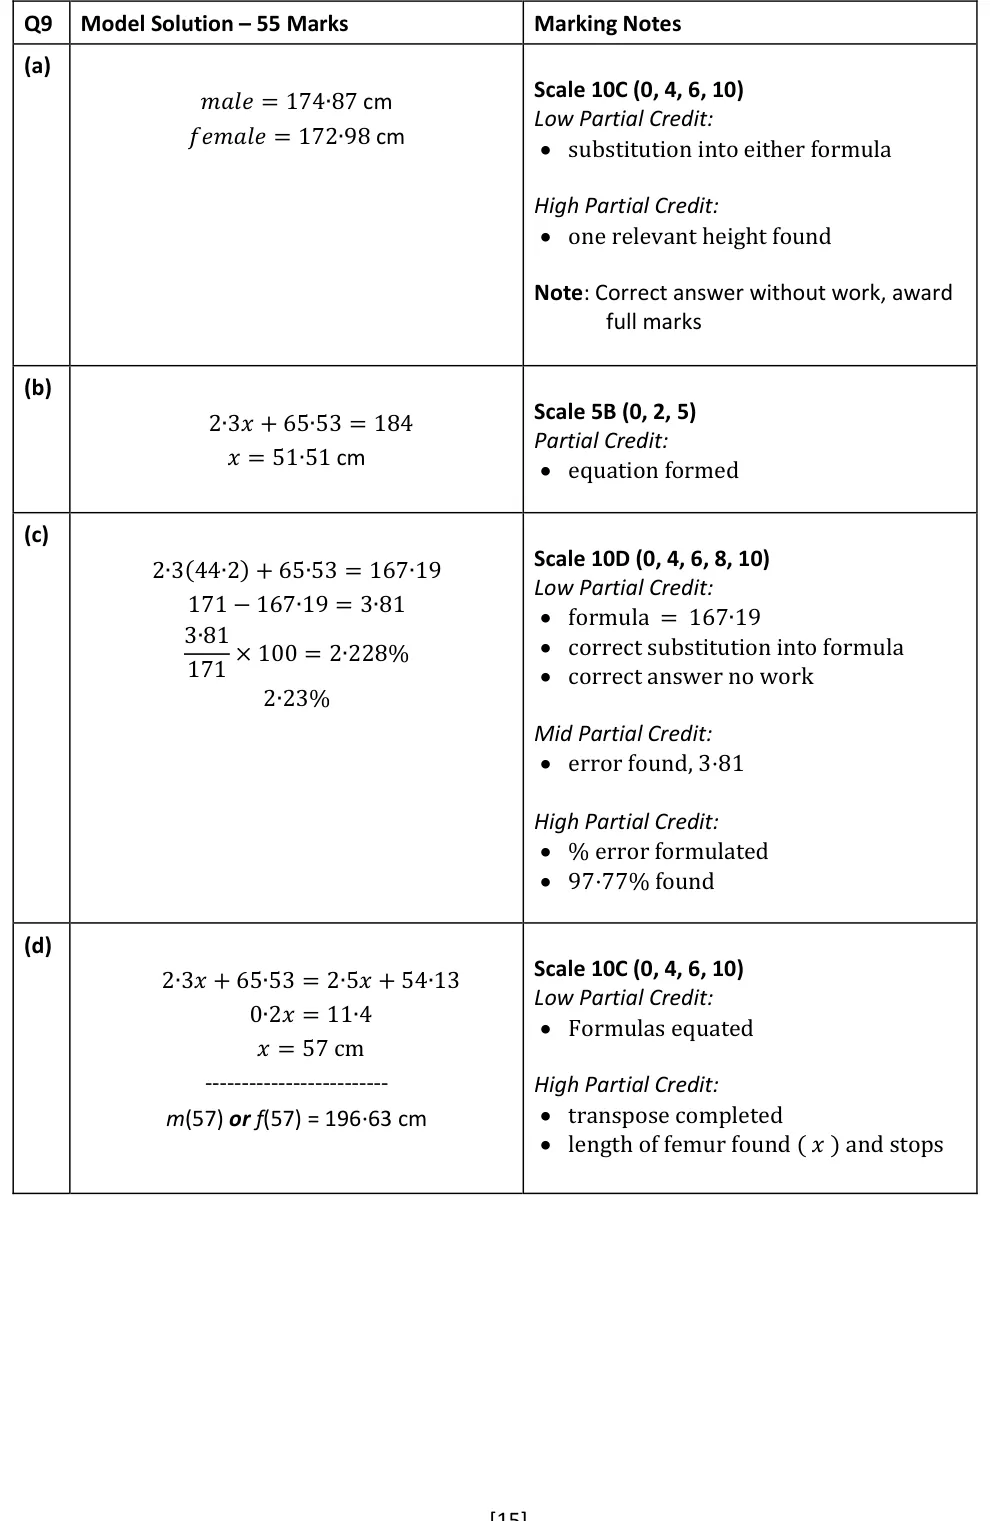 Q9 Model Solution – 55 Marks Marking Notes
(a)
male = 174·87 cm
female = 172·98 cm
Scale 10C (0, 4, 6, 10)
Low Partial Credit:
• substitution into either formula
High Partial Credit:
• one relevant height found
Note: Correct answer without work, award
full marks
(b)
2·3x + 65·53 = 184
x = 51·51 cm
Scale 5B (0, 2, 5)
Partial Credit:
• equation formed
(c)
2·3(44·2) + 65·53 = 167·19
171 − 167·19 = 3·81
3·81/171 × 100 = 2·228%
2·23%
Scale 10D (0, 4, 6, 8, 10)
Low Partial Credit:
• formula = 167·19
• correct substitution into formula
• correct answer no work
Mid Partial Credit:
• error found, 3·81
High Partial Credit:
• % error formulated
• 97·77% found
(d)
2·3x + 65·53 = 2·5x + 54·13
0·2x = 11·4
x = 57 cm
-------------------------
m(57) or f(57) = 196·63 cm
Scale 10C (0, 4, 6, 10)
Low Partial Credit:
• Formulas equated
High Partial Credit:
• transpose completed
• length of femur found ( x ) and stops
[15]